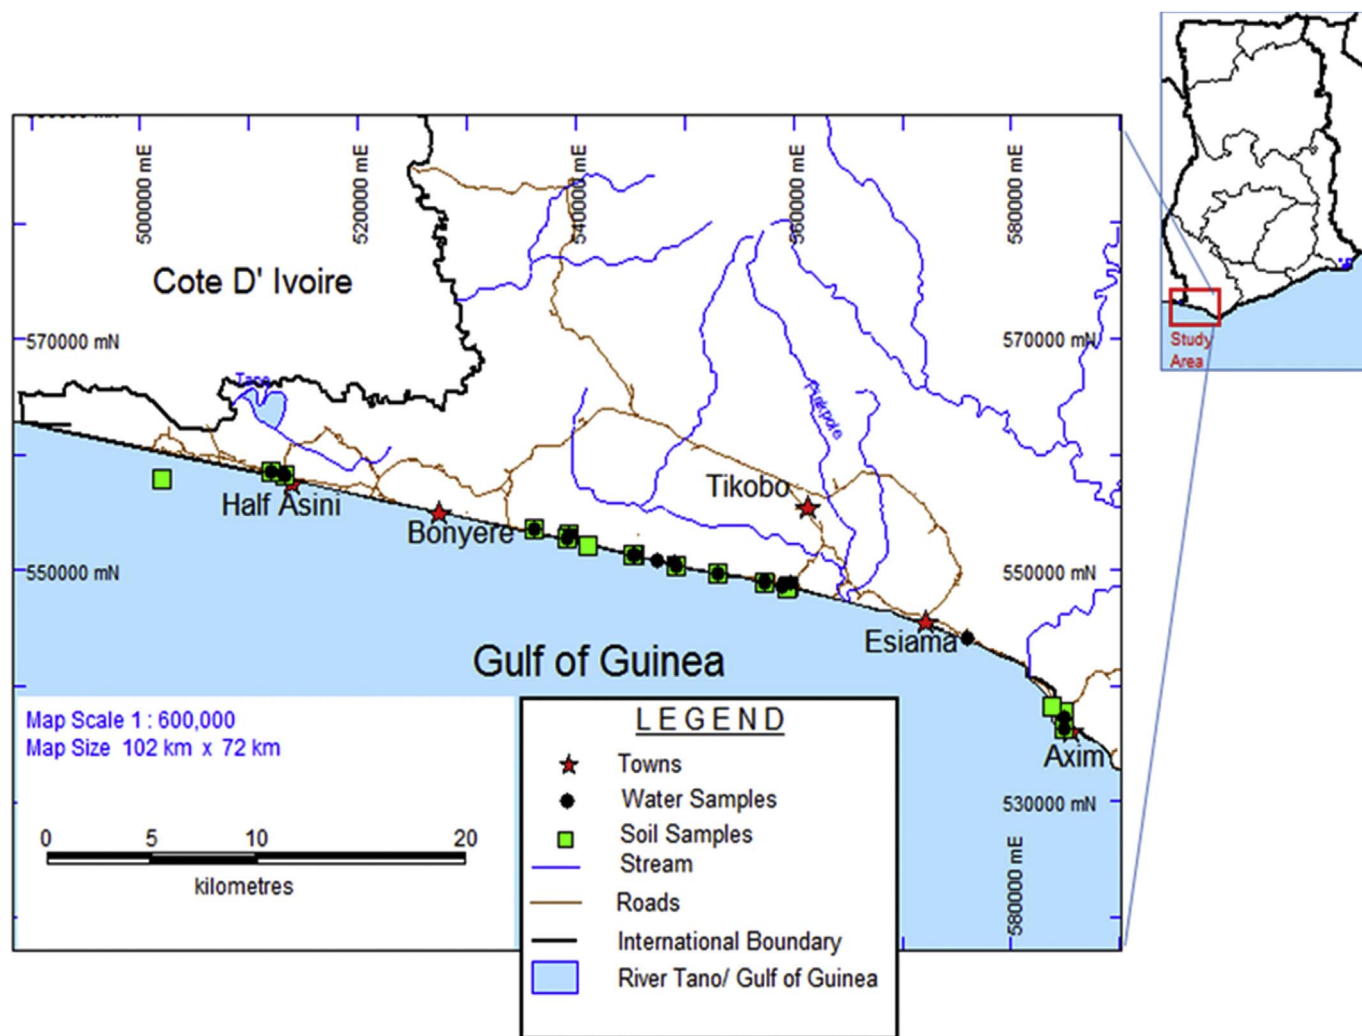 500000 mE
520000 mE
540000 mE
560000 mE
580000 mE
Cote D' Ivoire
570000 mN
570000 mN
Study
Area
Tano
Tikobo
Half Asini
Bonyere
550000 mN
550000 mN
Esiama
Gulf of Guinea
Axim
Map Scale 1 : 600,000
Map Size 102 km x 72 km
530000 mN
580000 mE
0 5 10 20
kilometres
LEGEND
Towns
Water Samples
Soil Samples
Stream
Roads
International Boundary
River Tano/ Gulf of Guinea